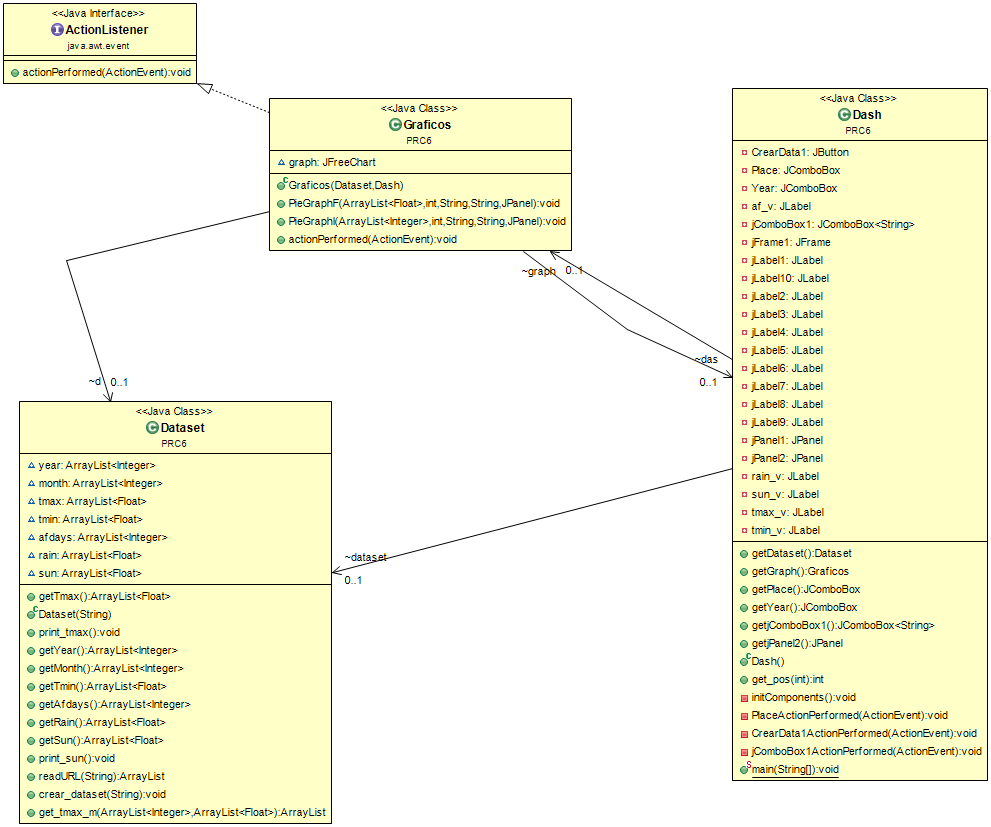 <<Java Interface>>
ActionListener
java.awt.event
actionPerformed(ActionEvent):void
<<Java Class>>
Graficos
PRC6
graph: JFreeChart
Graficos(Dataset,Dash)
PieGraphF(ArrayList<Float>,int,String,String,JPanel):void
PieGraphI(ArrayList<Integer>,int,String,String,JPanel):void
actionPerformed(ActionEvent):void
~graph 0..1
~das
0..1
~d 0..1
~dataset
0..1
<<Java Class>>
Dataset
PRC6
year: ArrayList<Integer>
month: ArrayList<Integer>
tmax: ArrayList<Float>
tmin: ArrayList<Float>
afdays: ArrayList<Integer>
rain: ArrayList<Float>
sun: ArrayList<Float>
getTmax():ArrayList<Float>
Dataset(String)
print_tmax():void
getYear():ArrayList<Integer>
getMonth():ArrayList<Integer>
getTmin():ArrayList<Float>
getAfdays():ArrayList<Integer>
getRain():ArrayList<Float>
getSun():ArrayList<Float>
print_sun():void
readURL(String):ArrayList
crear_dataset(String):void
get_tmax_m(ArrayList<Integer>,ArrayList<Float>):ArrayList
<<Java Class>>
Dash
PRC6
CrearData1: JButton
Place: JComboBox
Year: JComboBox
af_v: JLabel
jComboBox1: JComboBox<String>
jFrame1: JFrame
jLabel1: JLabel
jLabel10: JLabel
jLabel2: JLabel
jLabel3: JLabel
jLabel4: JLabel
jLabel5: JLabel
jLabel6: JLabel
jLabel7: JLabel
jLabel8: JLabel
jLabel9: JLabel
jPanel1: JPanel
jPanel2: JPanel
rain_v: JLabel
sun_v: JLabel
tmax_v: JLabel
tmin_v: JLabel
getDataset():Dataset
getGraph():Graficos
getPlace():JComboBox
getYear():JComboBox
getjComboBox1():JComboBox<String>
getjPanel2():JPanel
Dash()
get_pos(int):int
initComponents():void
PlaceActionPerformed(ActionEvent):void
CrearData1ActionPerformed(ActionEvent):void
jComboBox1ActionPerformed(ActionEvent):void
main(String[]):void